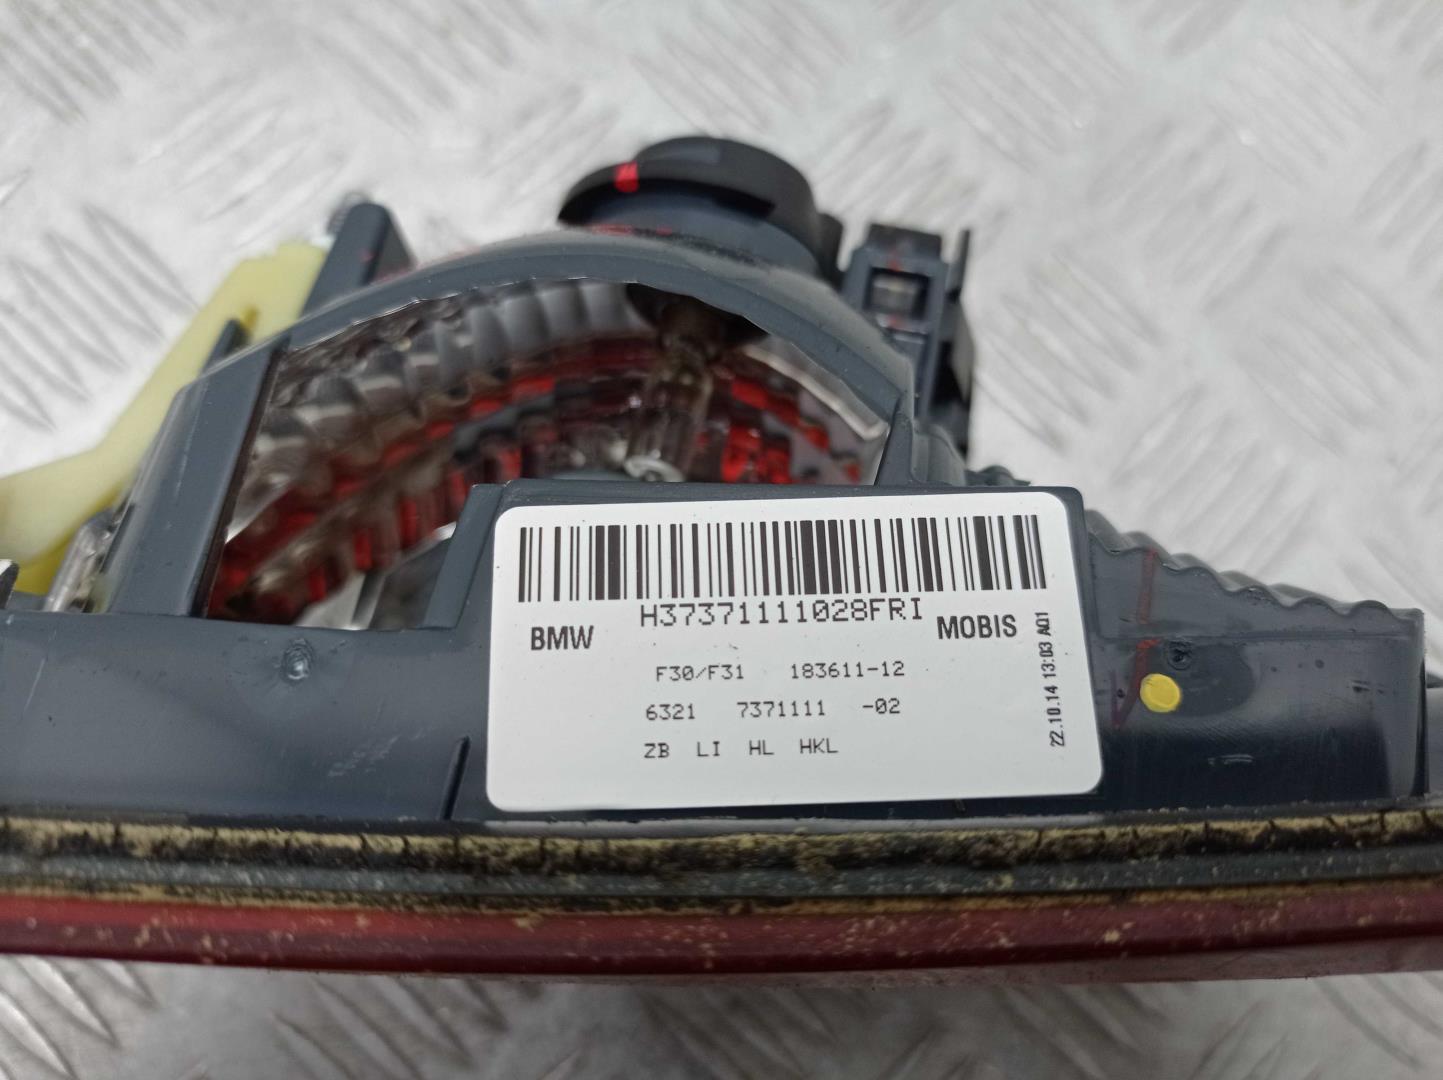 H37371111028FRI
BMW
MOBIS
F30/F31 183611-12
6321 7371111 -02
ZB LI HL HKL
22.10.14 13:03 A01